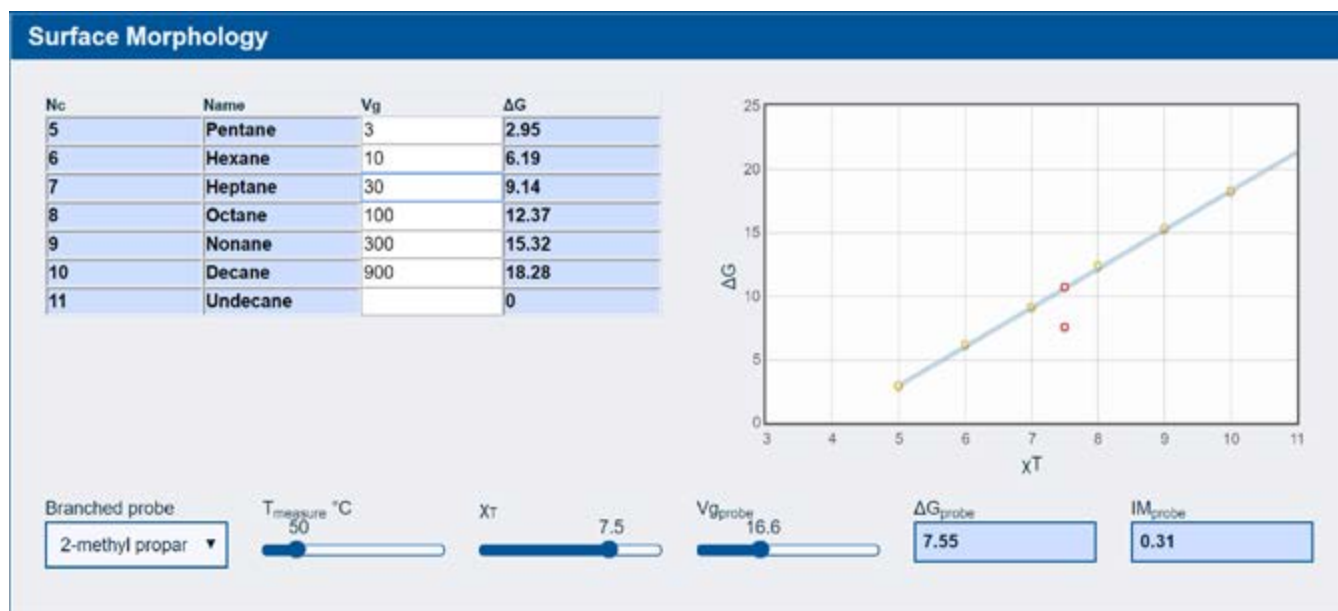 Surface Morphology
Nc Name Vg ΔG
5 Pentane 3 2.95
6 Hexane 10 6.19
7 Heptane 30 9.14
8 Octane 100 12.37
9 Nonane 300 15.32
10 Decane 900 18.28
11 Undecane 0
25
20
15
10
5
0
ΔG
3 4 5 6 7 8 9 10 11
χT
Branched probe
2-methyl propar ▼
Tmeasure °C
50
χT
7.5
Vgprobe
16.6
ΔGprobe
7.55
IMprobe
0.31